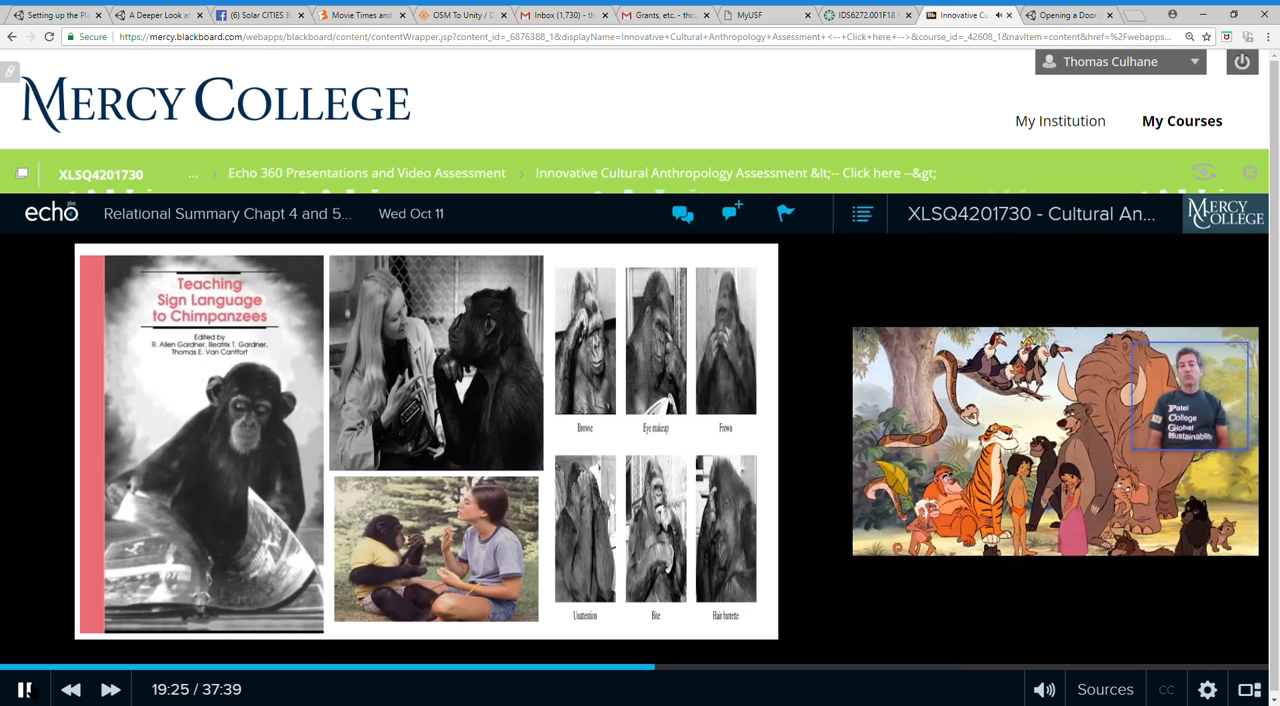 Setting up the Pla
A Deeper Look at
(6) Solar CITIES &
Movie Times and
OSM To Unity / D
Inbox (1,730) - th
Grants, etc. - thcu
MyUSF
IDS6272.001F18
Innovative Cu
Opening a Door
Secure
https://mercy.blackboard.com/webapps/blackboard/content/contentWrapper.jsp?content_id=_6876388_1&displayName=Innovative+Cultural+Anthropology+Assessment+<--+Click+here+-->&course_id=_42608_1&navItem=content&href=%2Fwebapps...
Thomas Culhane
MERCY COLLEGE
My Institution
My Courses
XLSQ4201730
...
Echo 360 Presentations and Video Assessment
Innovative Cultural Anthropology Assessment &lt;-- Click here --&gt;
echo 360
Relational Summary Chapt 4 and 5...
Wed Oct 11
XLSQ4201730 - Cultural An...
MERCY
COLLEGE
Teaching
Sign Language
to Chimpanzees
Edited by
R. Allen Gardner, Beatrix T. Gardner,
Thomas E. Van Cantfort
Browse
Eye makeup
Frown
Unattention
Bite
Hair barrette
Patel
College
Global
Sustainability
19:25 / 37:39
Sources
CC